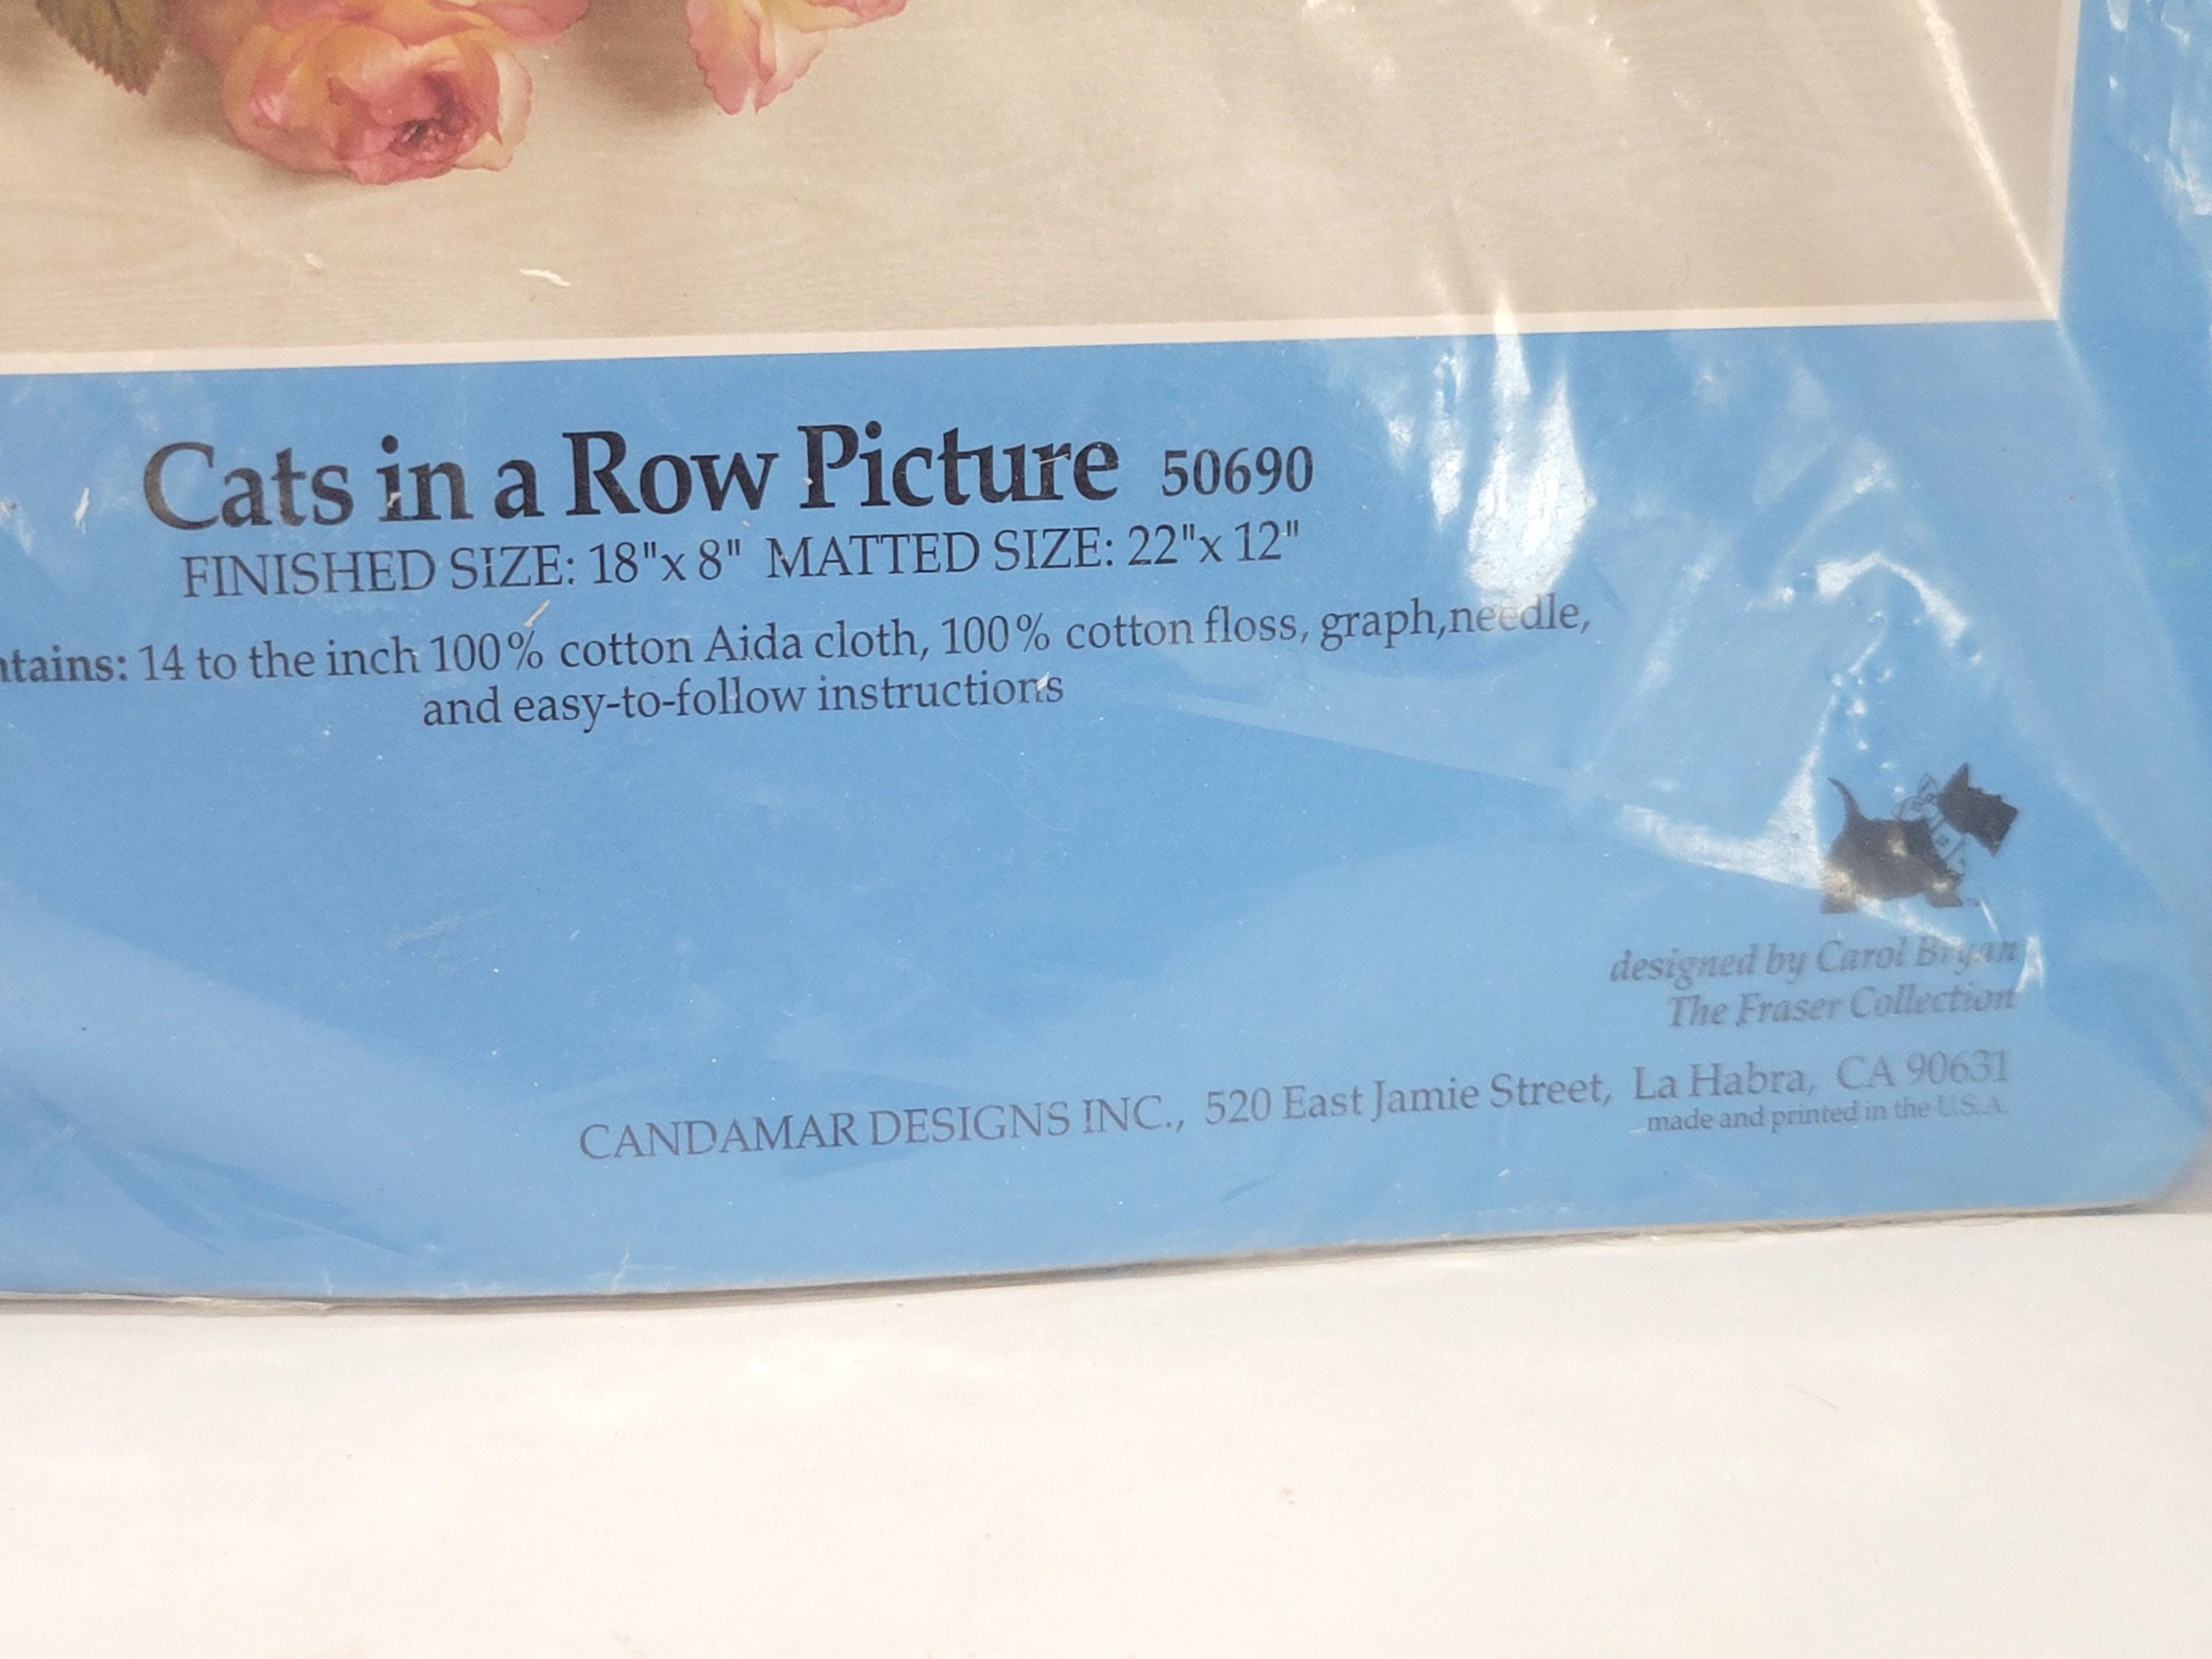 Cats in a Row Picture 50690
FINISHED SIZE: 18"x 8" MATTED SIZE: 22"x 12"
ntains: 14 to the inch 100% cotton Aida cloth, 100% cotton floss, graph,needle,
and easy-to-follow instructions
designed by Carol Bryan
The Fraser Collection
CANDAMAR DESIGNS INC., 520 East Jamie Street, La Habra, CA 90631
made and printed in the U.S.A.